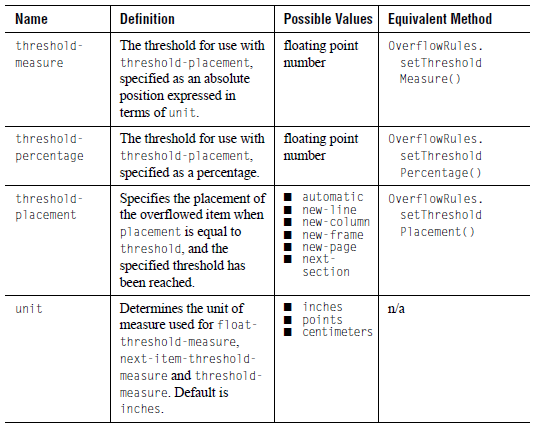 Name Definition Possible Values Equivalent Method
threshold-
measure
The threshold for use with
threshold-placement,
specified as an absolute
position expressed in
terms of unit.
floating point
number
OverflowRules.
setThreshold
Measure()
threshold-
percentage
The threshold for use with
threshold-placement,
specified as a percentage.
floating point
number
OverflowRules.
setThreshold
Percentage()
threshold-
placement
Specifies the placement of
the overflowed item when
placement is equal to
threshold, and the
specified threshold has
been reached.
■ automatic
■ new-line
■ new-column
■ new-frame
■ new-page
■ next-
section
OverflowRules.
setThreshold
Placement()
unit
Determines the unit of
measure used for float-
threshold-measure,
next-item-threshold-
measure and threshold-
measure. Default is
inches.
■ inches
■ points
■ centimeters
n/a